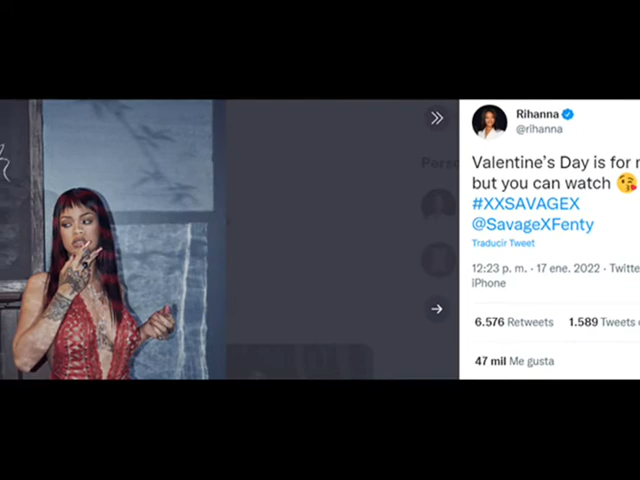 Rihanna
@rihanna
Valentine's Day is for
but you can watch 😘
#XXSAVAGEX
@SavageXFenty
Traducir Tweet
12:23 p. m. · 17 ene. 2022 · Twitte
iPhone
6.576 Retweets 1.589 Tweets
47 mil Me gusta